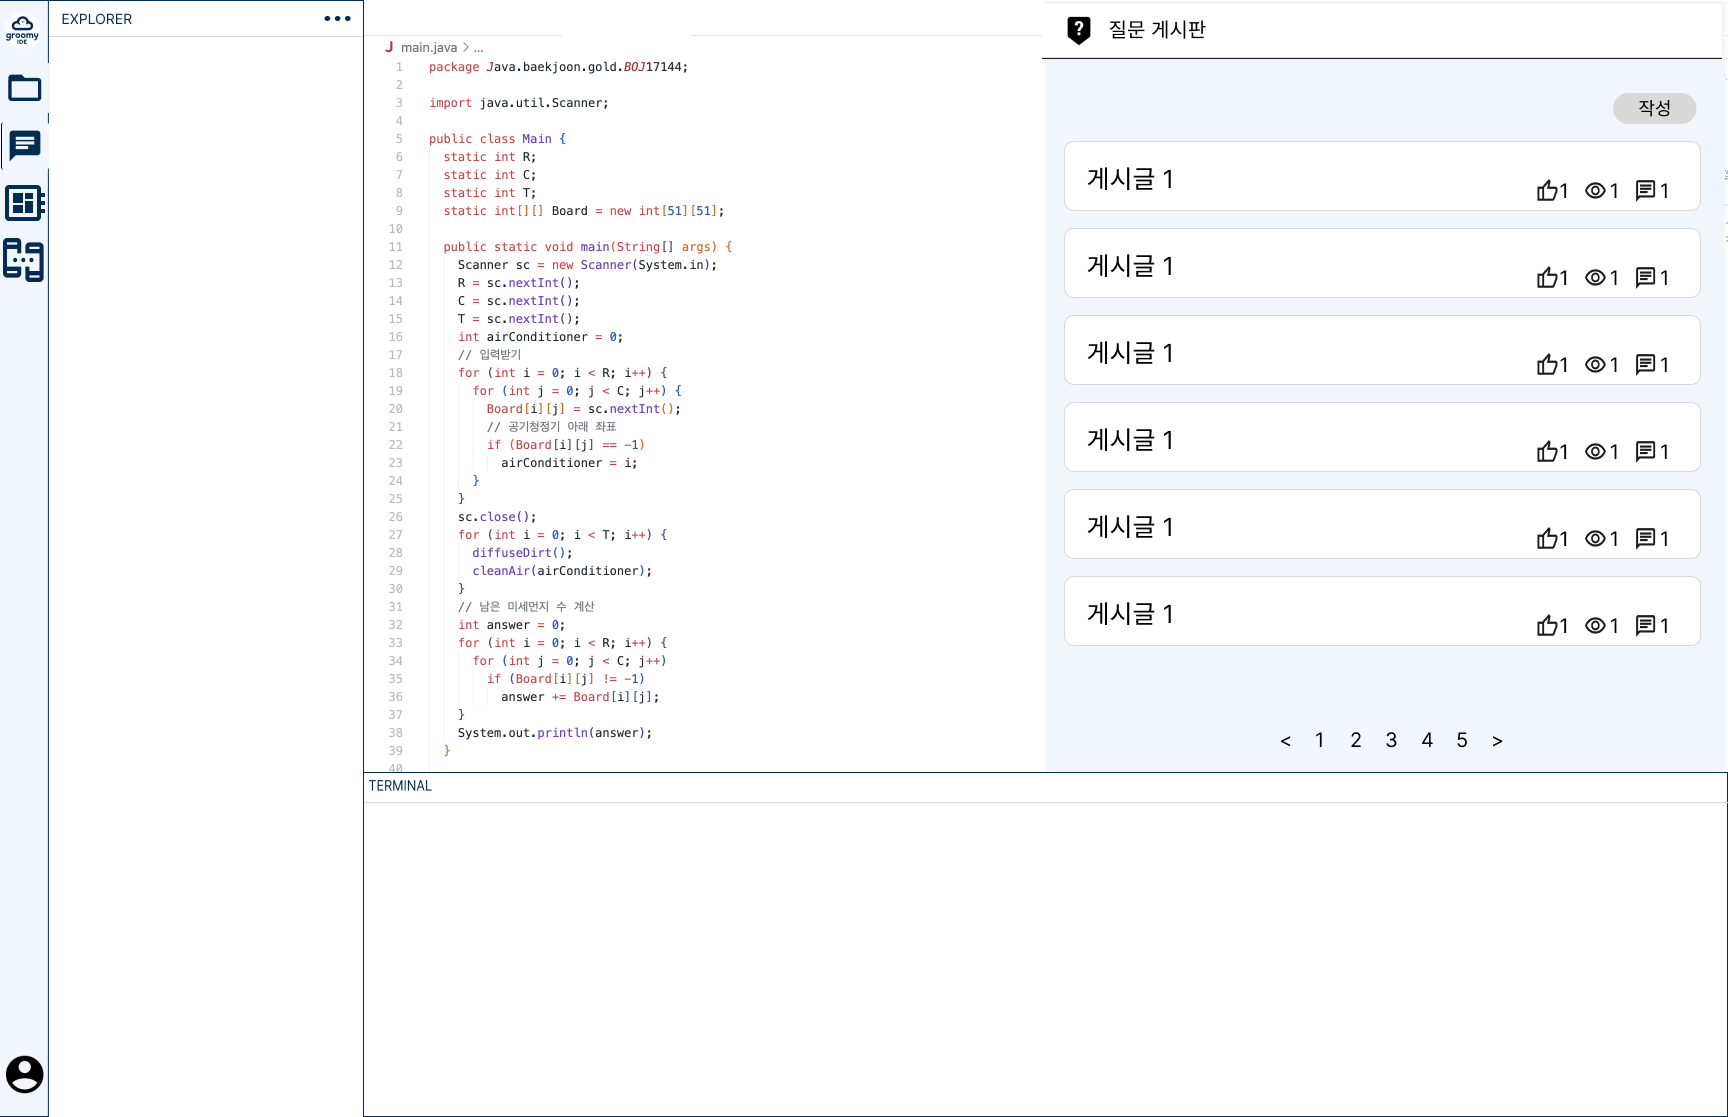 groomy
IDE
EXPLORER
J main.java > ...
1 package Java.baekjoon.gold.BOJ17144;
2
3 import java.util.Scanner;
4
5 public class Main {
6 static int R;
7 static int C;
8 static int T;
9 static int[][] Board = new int[51][51];
10
11 public static void main(String[] args) {
12 Scanner sc = new Scanner(System.in);
13 R = sc.nextInt();
14 C = sc.nextInt();
15 T = sc.nextInt();
16 int airConditioner = 0;
17 // 입력받기
18 for (int i = 0; i < R; i++) {
19 for (int j = 0; j < C; j++) {
20 Board[i][j] = sc.nextInt();
21 // 공기청정기 아래 좌표
22 if (Board[i][j] == -1)
23 airConditioner = i;
24 }
25 }
26 sc.close();
27 for (int i = 0; i < T; i++) {
28 diffuseDirt();
29 cleanAir(airConditioner);
30 }
31 // 남은 미세먼지 수 계산
32 int answer = 0;
33 for (int i = 0; i < R; i++) {
34 for (int j = 0; j < C; j++)
35 if (Board[i][j] != -1)
36 answer += Board[i][j];
37 }
38 System.out.println(answer);
39 }
40
질문 게시판
작성
게시글 1
1 1 1
게시글 1
1 1 1
게시글 1
1 1 1
게시글 1
1 1 1
게시글 1
1 1 1
게시글 1
1 1 1
< 1 2 3 4 5 >
TERMINAL